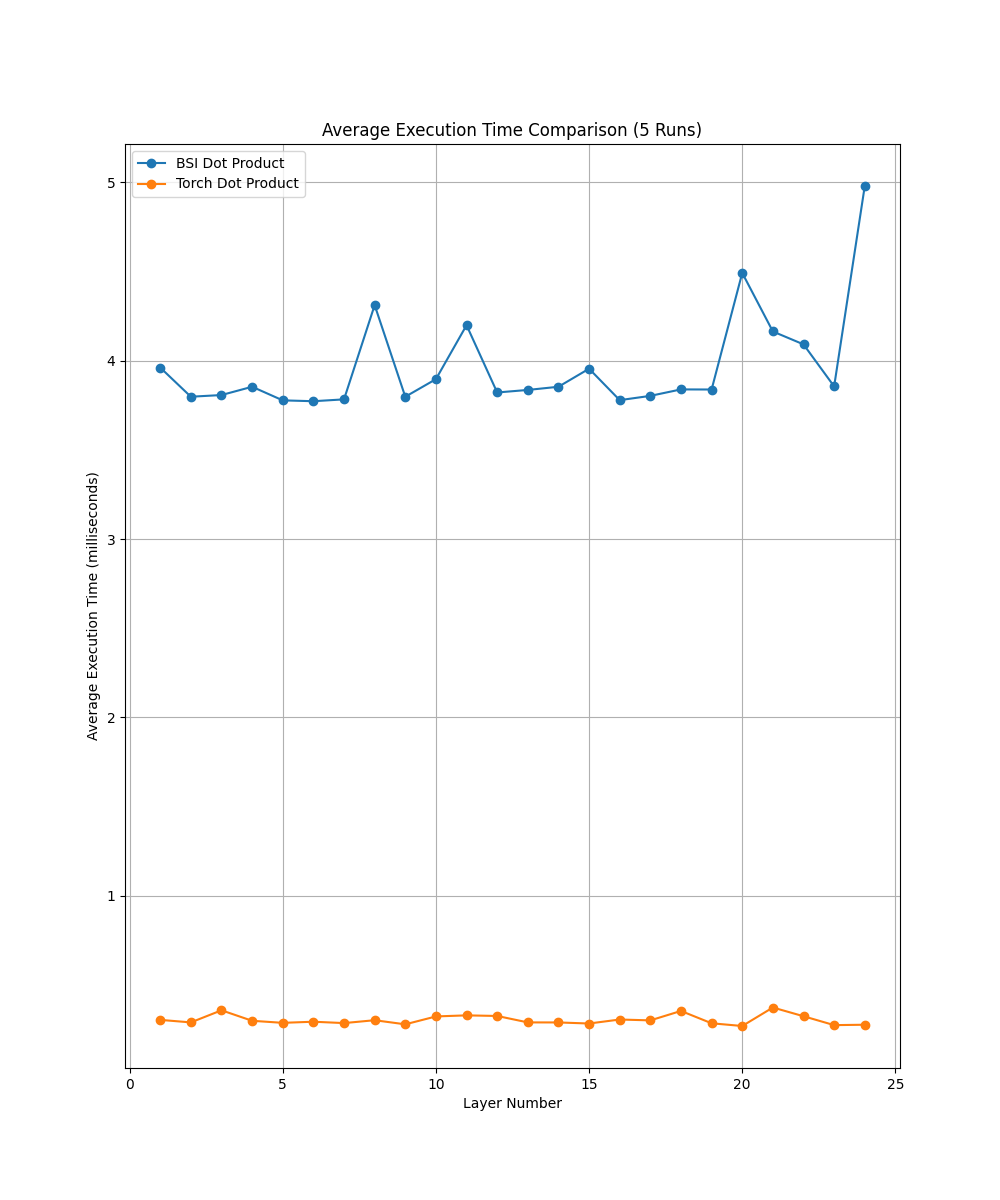 Average Execution Time Comparison (5 Runs)
BSI Dot Product
Torch Dot Product
Average Execution Time (milliseconds)
5
4
3
2
1
0 5 10 15 20 25
Layer Number